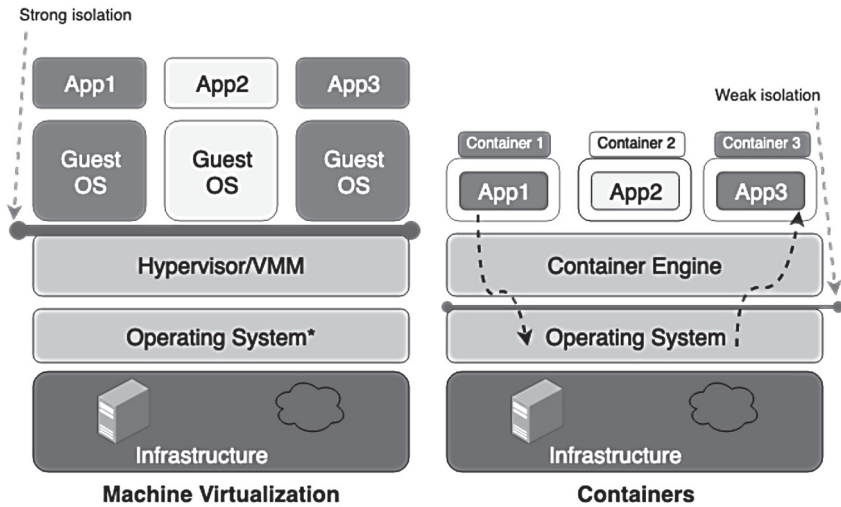 Strong isolation
App1
App2
App3
Guest
OS
Guest
OS
Guest
OS
Hypervisor/VMM
Operating System*
Infrastructure
Machine Virtualization
Weak isolation
Container 1
Container 2
Container 3
App1
App2
App3
Container Engine
Operating System
Infrastructure
Containers